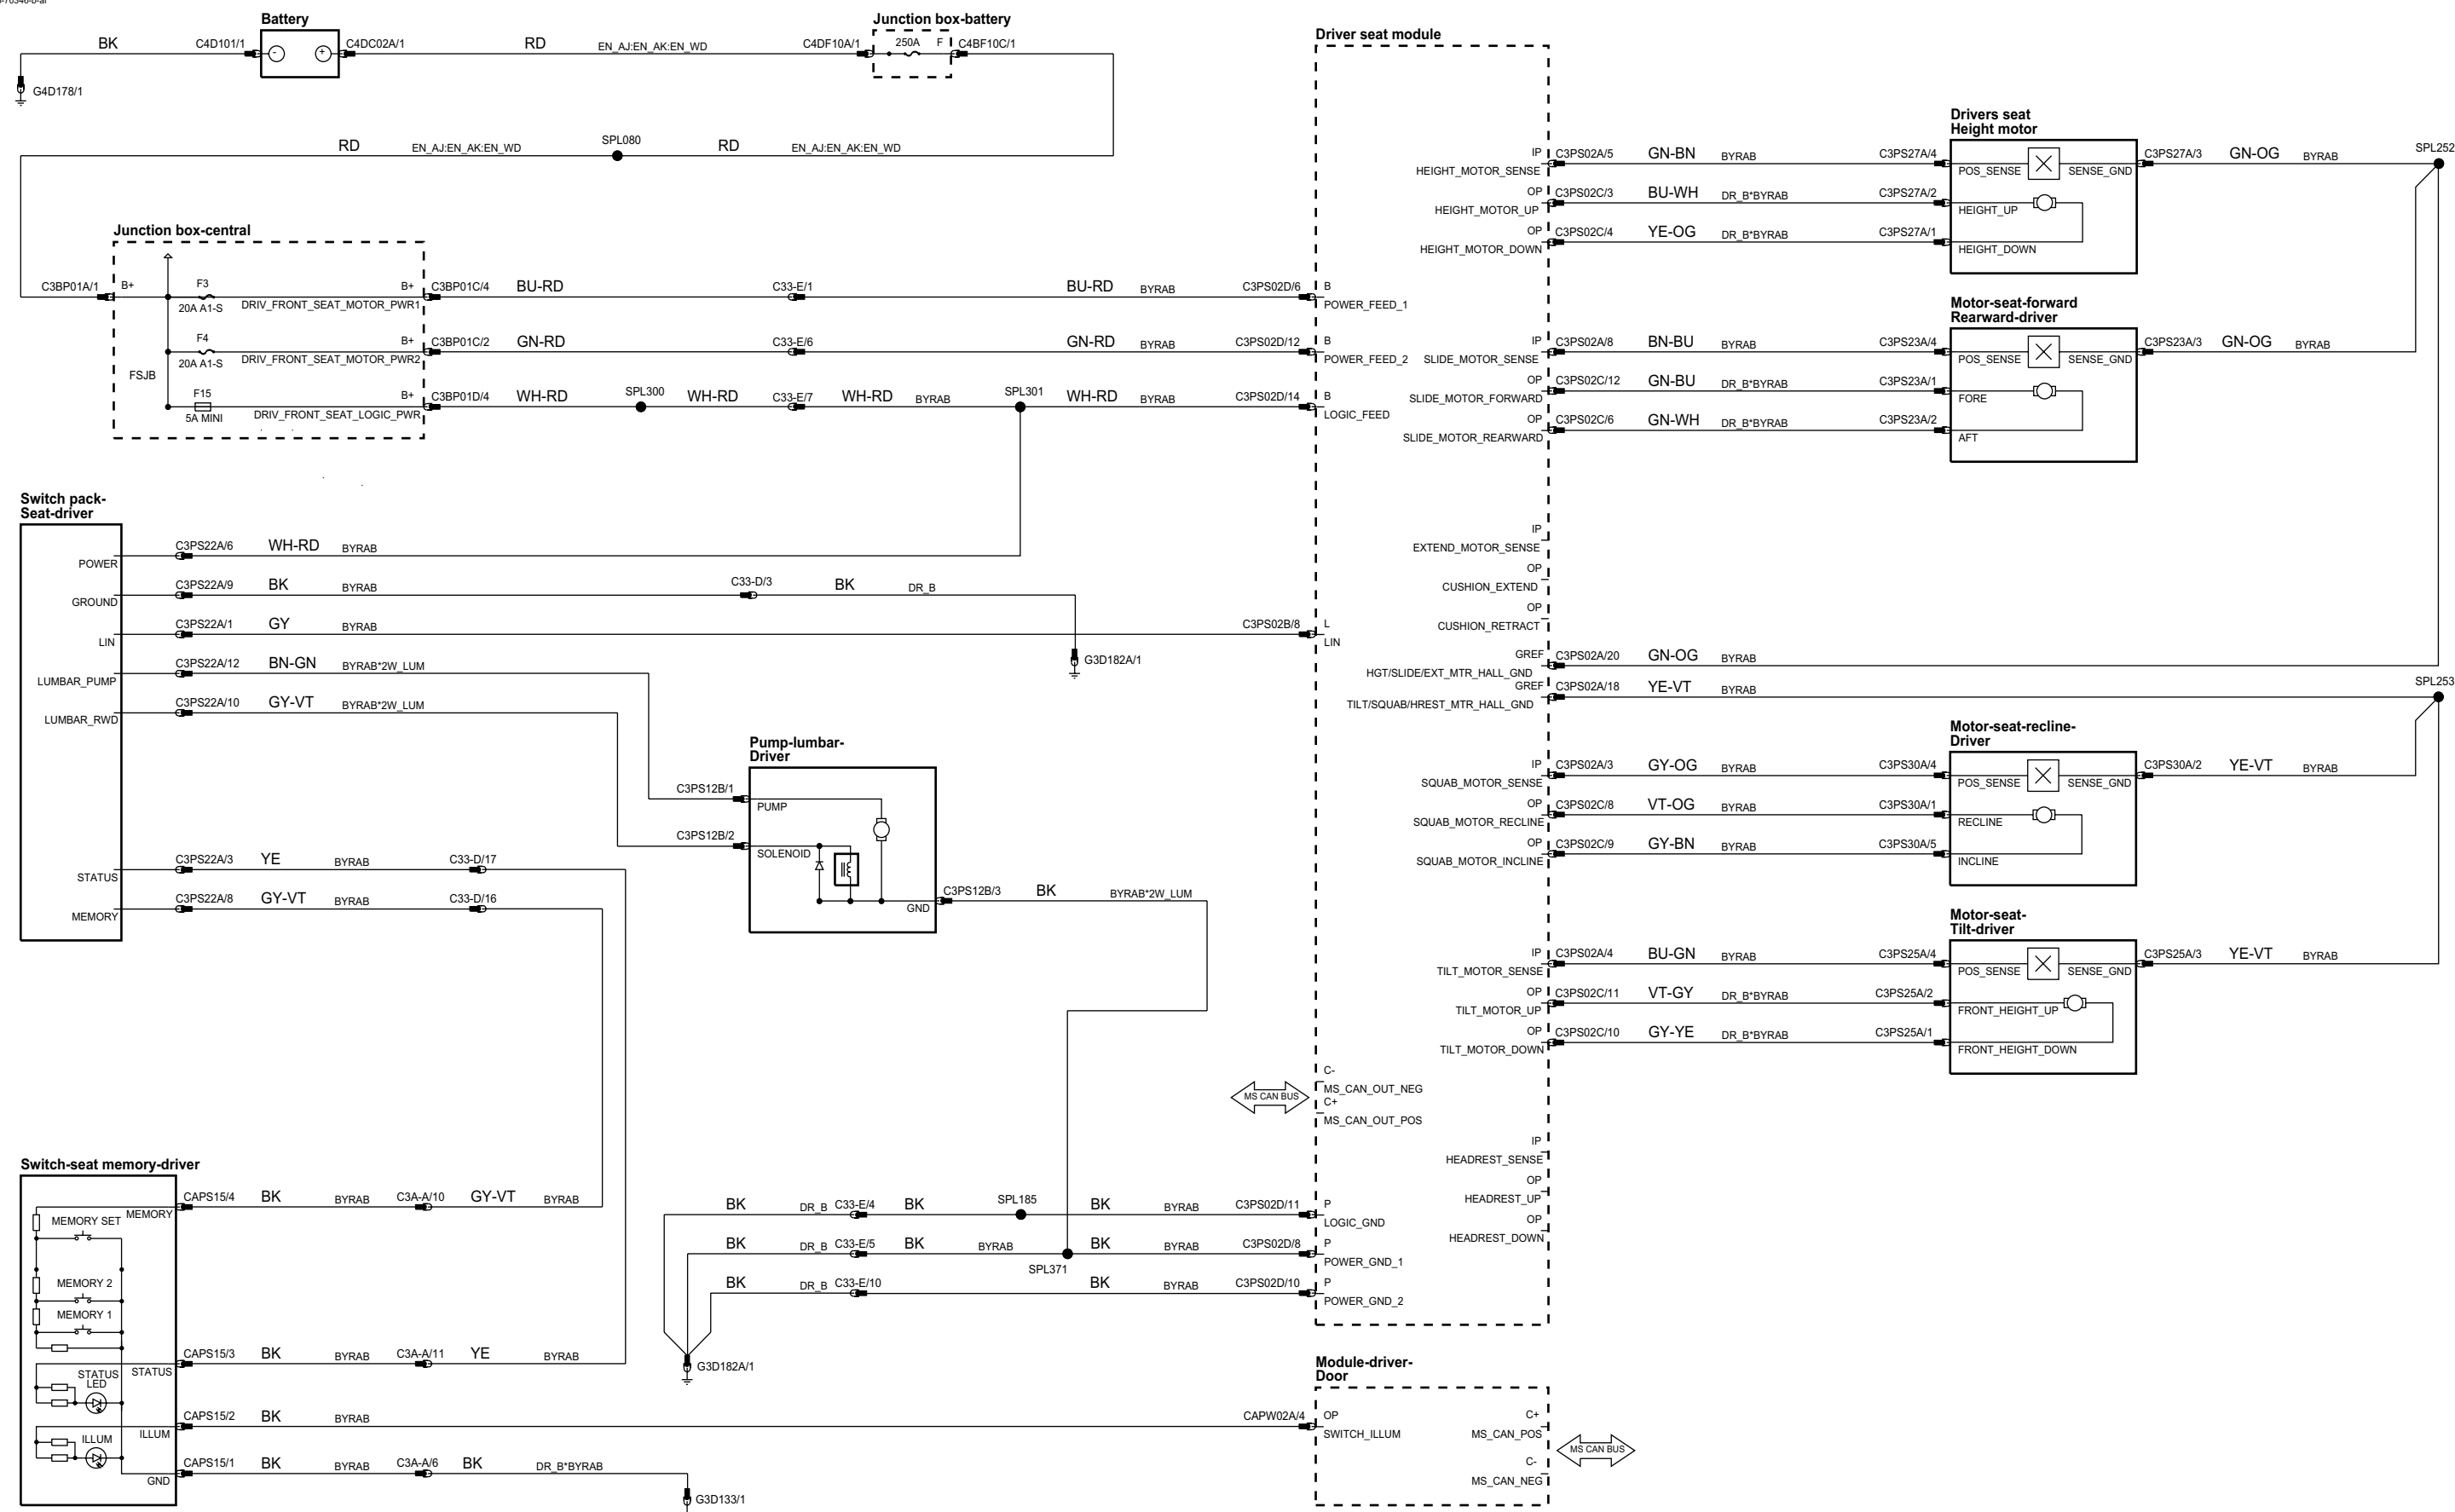 Battery
Junction box-battery
Driver seat module
BK
C4D101/1
-
+
C4DC02A/1
RD
EN_AJ:EN_AK:EN_WD
C4DF10A/1
250A
F
C4BF10C/1
G4D178/1
RD
EN_AJ:EN_AK:EN_WD
SPL080
RD
EN_AJ:EN_AK:EN_WD
Junction box-central
C3BP01A/1
B+
F3
20A A1-S
B+
DRIV_FRONT_SEAT_MOTOR_PWR1
C3BP01C/4
BU-RD
C33-E/1
BU-RD
BYRAB
C3PS02D/6
B
POWER_FEED_1
F4
20A A1-S
B+
DRIV_FRONT_SEAT_MOTOR_PWR2
C3BP01C/2
GN-RD
C33-E/6
GN-RD
BYRAB
C3PS02D/12
B
POWER_FEED_2
FSJB
F15
5A MINI
B+
DRIV_FRONT_SEAT_LOGIC_PWR
C3BP01D/4
WH-RD
SPL300
WH-RD
C33-E/7
WH-RD
BYRAB
SPL301
WH-RD
BYRAB
C3PS02D/14
B
LOGIC_FEED
Drivers seat
Height motor
IP
HEIGHT_MOTOR_SENSE
C3PS02A/5
GN-BN
BYRAB
C3PS27A/4
POS_SENSE
SENSE_GND
C3PS27A/3
GN-OG
BYRAB
SPL252
OP
HEIGHT_MOTOR_UP
C3PS02C/3
BU-WH
DR_B*BYRAB
C3PS27A/2
HEIGHT_UP
OP
HEIGHT_MOTOR_DOWN
C3PS02C/4
YE-OG
DR_B*BYRAB
C3PS27A/1
HEIGHT_DOWN
Motor-seat-forward
Rearward-driver
IP
SLIDE_MOTOR_SENSE
C3PS02A/8
BN-BU
BYRAB
C3PS23A/4
POS_SENSE
SENSE_GND
C3PS23A/3
GN-OG
BYRAB
OP
SLIDE_MOTOR_FORWARD
C3PS02C/12
GN-BU
DR_B*BYRAB
C3PS23A/1
FORE
OP
SLIDE_MOTOR_REARWARD
C3PS02C/6
GN-WH
DR_B*BYRAB
C3PS23A/2
AFT
Switch pack-
Seat-driver
POWER
C3PS22A/6
WH-RD
BYRAB
GROUND
C3PS22A/9
BK
BYRAB
C33-D/3
BK
DR_B
G3D182A/1
LIN
C3PS22A/1
GY
BYRAB
C3PS02B/8
L
LIN
LUMBAR_PUMP
C3PS22A/12
BN-GN
BYRAB*2W_LUM
LUMBAR_RWD
C3PS22A/10
GY-VT
BYRAB*2W_LUM
STATUS
C3PS22A/3
YE
BYRAB
C33-D/17
MEMORY
C3PS22A/8
GY-VT
BYRAB
C33-D/16
Pump-lumbar-
Driver
C3PS12B/1
PUMP
C3PS12B/2
SOLENOID
GND
C3PS12B/3
BK
BYRAB*2W_LUM
IP
EXTEND_MOTOR_SENSE
OP
CUSHION_EXTEND
OP
CUSHION_RETRACT
GREF
HGT/SLIDE/EXT_MTR_HALL_GND
C3PS02A/20
GN-OG
BYRAB
GREF
TILT/SQUAB/HREST_MTR_HALL_GND
C3PS02A/18
YE-VT
BYRAB
SPL253
Motor-seat-recline-
Driver
IP
SQUAB_MOTOR_SENSE
C3PS02A/3
GY-OG
BYRAB
C3PS30A/4
POS_SENSE
SENSE_GND
C3PS30A/2
YE-VT
BYRAB
OP
SQUAB_MOTOR_RECLINE
C3PS02C/8
VT-OG
BYRAB
C3PS30A/1
RECLINE
OP
SQUAB_MOTOR_INCLINE
C3PS02C/9
GY-BN
BYRAB
C3PS30A/5
INCLINE
Motor-seat-
Tilt-driver
IP
TILT_MOTOR_SENSE
C3PS02A/4
BU-GN
BYRAB
C3PS25A/4
POS_SENSE
SENSE_GND
C3PS25A/3
YE-VT
BYRAB
OP
TILT_MOTOR_UP
C3PS02C/11
VT-GY
DR_B*BYRAB
C3PS25A/2
FRONT_HEIGHT_UP
OP
TILT_MOTOR_DOWN
C3PS02C/10
GY-YE
DR_B*BYRAB
C3PS25A/1
FRONT_HEIGHT_DOWN
MS CAN BUS
C-
MS_CAN_OUT_NEG
C+
MS_CAN_OUT_POS
IP
HEADREST_SENSE
OP
HEADREST_UP
OP
HEADREST_DOWN
Switch-seat memory-driver
MEMORY SET
MEMORY
CAPS15/4
BK
BYRAB
C3A-A/10
GY-VT
BYRAB
MEMORY 2
MEMORY 1
STATUS
CAPS15/3
BK
BYRAB
C3A-A/11
YE
BYRAB
STATUS
LED
ILLUM
CAPS15/2
BK
BYRAB
ILLUM
GND
CAPS15/1
BK
BYRAB
C3A-A/6
BK
DR_B*BYRAB
G3D133/1
BK
DR_B
C33-E/4
BK
SPL185
BK
BYRAB
C3PS02D/11
P
LOGIC_GND
BK
DR_B
C33-E/5
BK
BYRAB
SPL371
BK
BYRAB
C3PS02D/8
P
POWER_GND_1
BK
DR_B
C33-E/10
BK
BYRAB
C3PS02D/10
P
POWER_GND_2
G3D182A/1
Module-driver-
Door
CAPW02A/4
OP
SWITCH_ILLUM
C+
MS_CAN_POS
C-
MS_CAN_NEG
MS CAN BUS